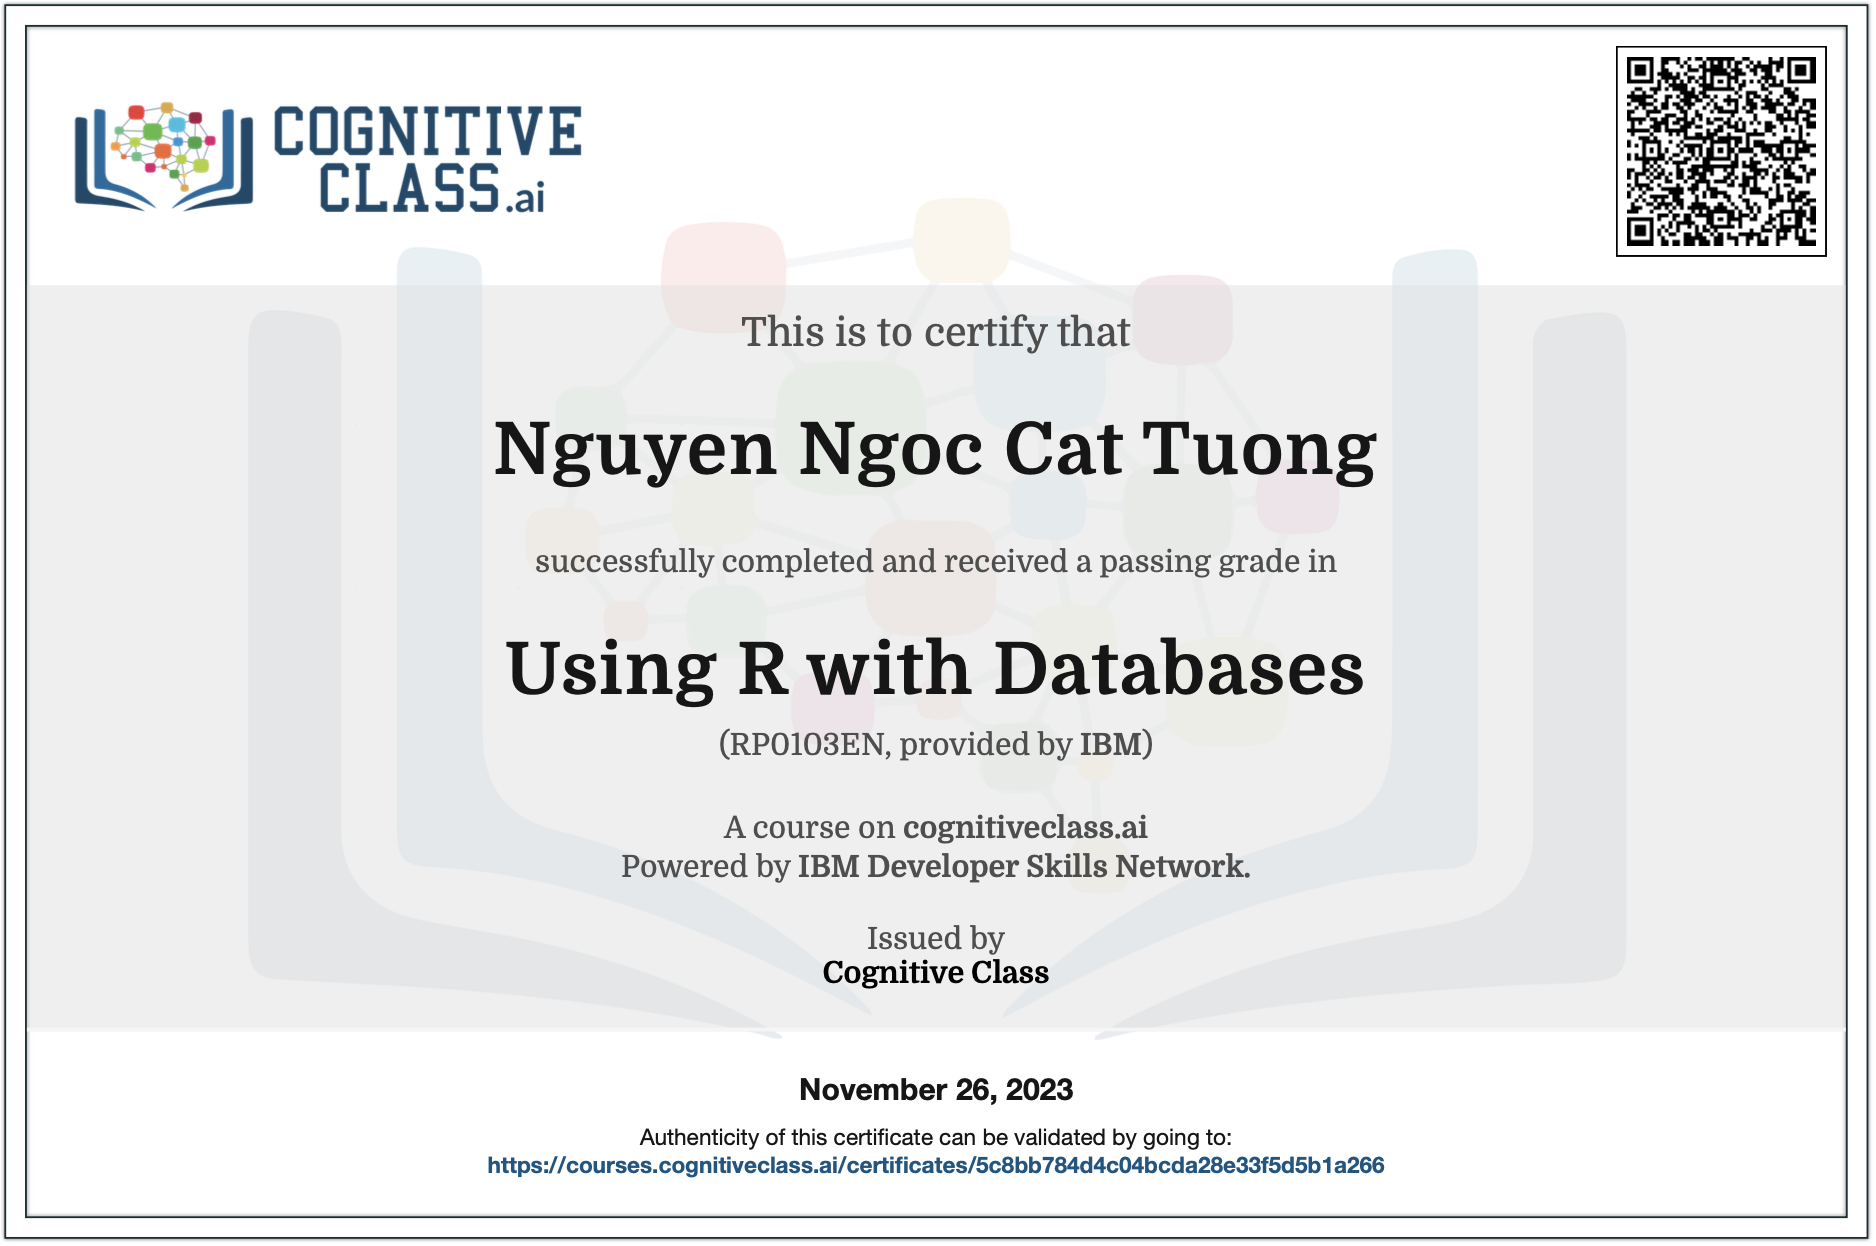 COGNITIVE
CLASS.ai
This is to certify that
Nguyen Ngoc Cat Tuong
successfully completed and received a passing grade in
Using R with Databases
(RP0103EN, provided by IBM)
A course on cognitiveclass.ai
Powered by IBM Developer Skills Network.
Issued by
Cognitive Class
November 26, 2023
Authenticity of this certificate can be validated by going to:
https://courses.cognitiveclass.ai/certificates/5c8bb784d4c04bcda28e33f5d5b1a266